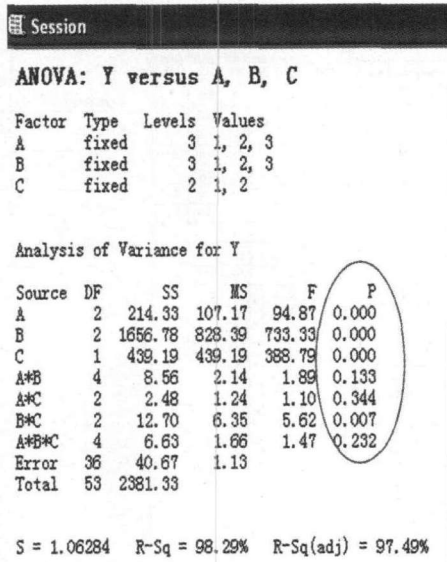 Session
ANOVA: Y versus A, B, C
Factor Type Levels Values
A fixed 3 1, 2, 3
B fixed 3 1, 2, 3
C fixed 2 1, 2
Analysis of Variance for Y
Source DF SS MS F P
A 2 214.33 107.17 94.87 0.000
B 2 1656.78 828.39 733.33 0.000
C 1 439.19 439.19 388.79 0.000
A*B 4 8.56 2.14 1.89 0.133
A*C 2 2.48 1.24 1.10 0.344
B*C 2 12.70 6.35 5.62 0.007
A*B*C 4 6.63 1.66 1.47 0.232
Error 36 40.67 1.13
Total 53 2381.33
S = 1.06284 R-Sq = 98.29% R-Sq(adj) = 97.49%